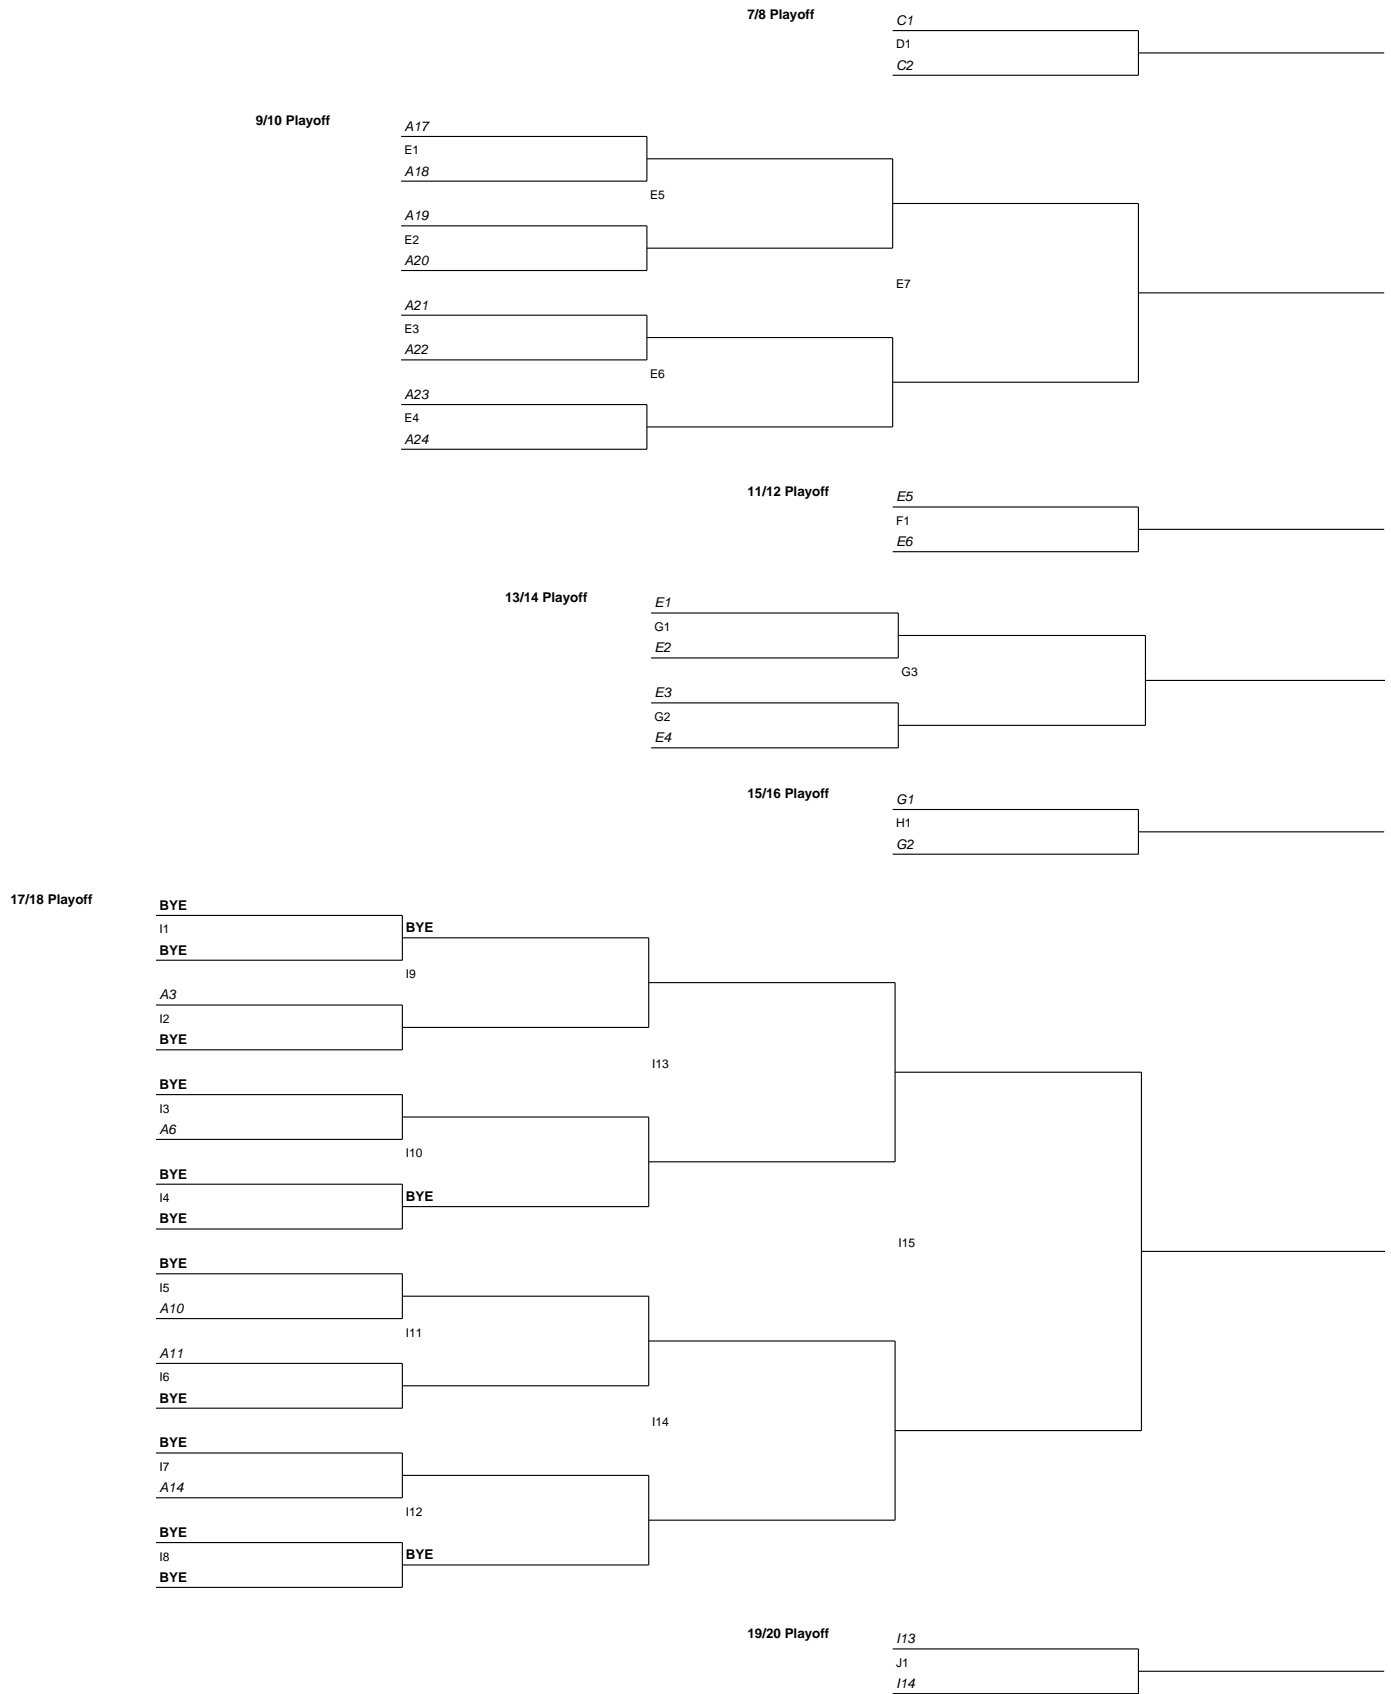 7/8 Playoff
C1
D1
C2
9/10 Playoff
A17
E1
A18
E5
A19
E2
A20
E7
A21
E3
A22
E6
A23
E4
A24
11/12 Playoff
E5
F1
E6
13/14 Playoff
E1
G1
E2
G3
E3
G2
E4
15/16 Playoff
G1
H1
G2
17/18 Playoff
BYE
I1
BYE
BYE
I9
A3
I2
BYE
I13
BYE
I3
A6
I10
BYE
I4
BYE
BYE
I15
BYE
I5
A10
I11
A11
I6
BYE
I14
BYE
I7
A14
I12
BYE
I8
BYE
BYE
19/20 Playoff
I13
J1
I14